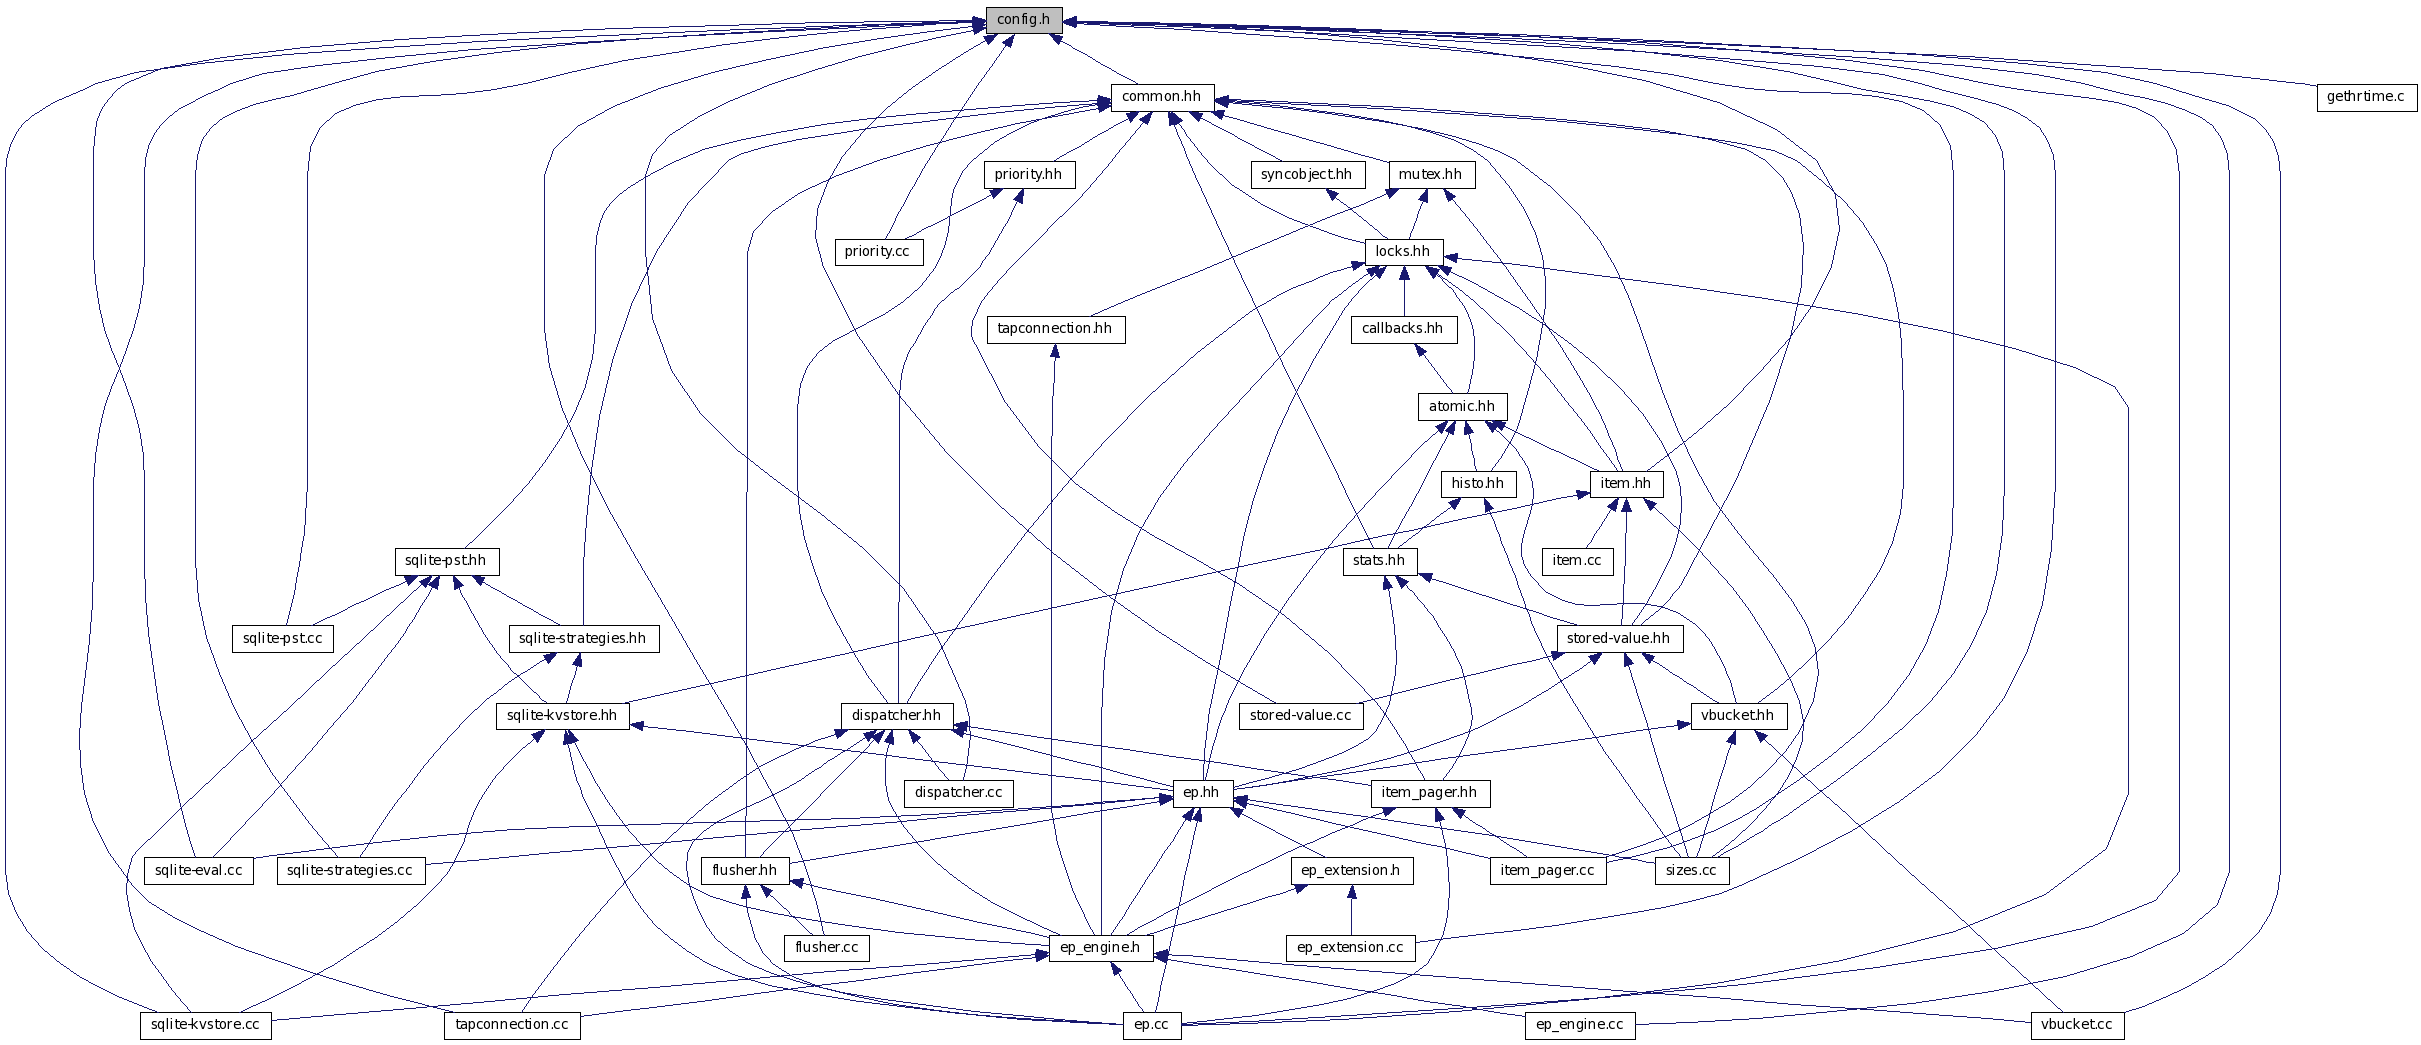 config.h
common.hh
gethrtime.c
priority.hh
syncobject.hh
mutex.hh
priority.cc
locks.hh
tapconnection.hh
callbacks.hh
atomic.hh
histo.hh
item.hh
sqlite-pst.hh
stats.hh
item.cc
sqlite-pst.cc
sqlite-strategies.hh
stored-value.hh
sqlite-kvstore.hh
dispatcher.hh
stored-value.cc
vbucket.hh
dispatcher.cc
ep.hh
item_pager.hh
sqlite-eval.cc
sqlite-strategies.cc
flusher.hh
ep_extension.h
item_pager.cc
sizes.cc
flusher.cc
ep_engine.h
ep_extension.cc
sqlite-kvstore.cc
tapconnection.cc
ep.cc
ep_engine.cc
vbucket.cc